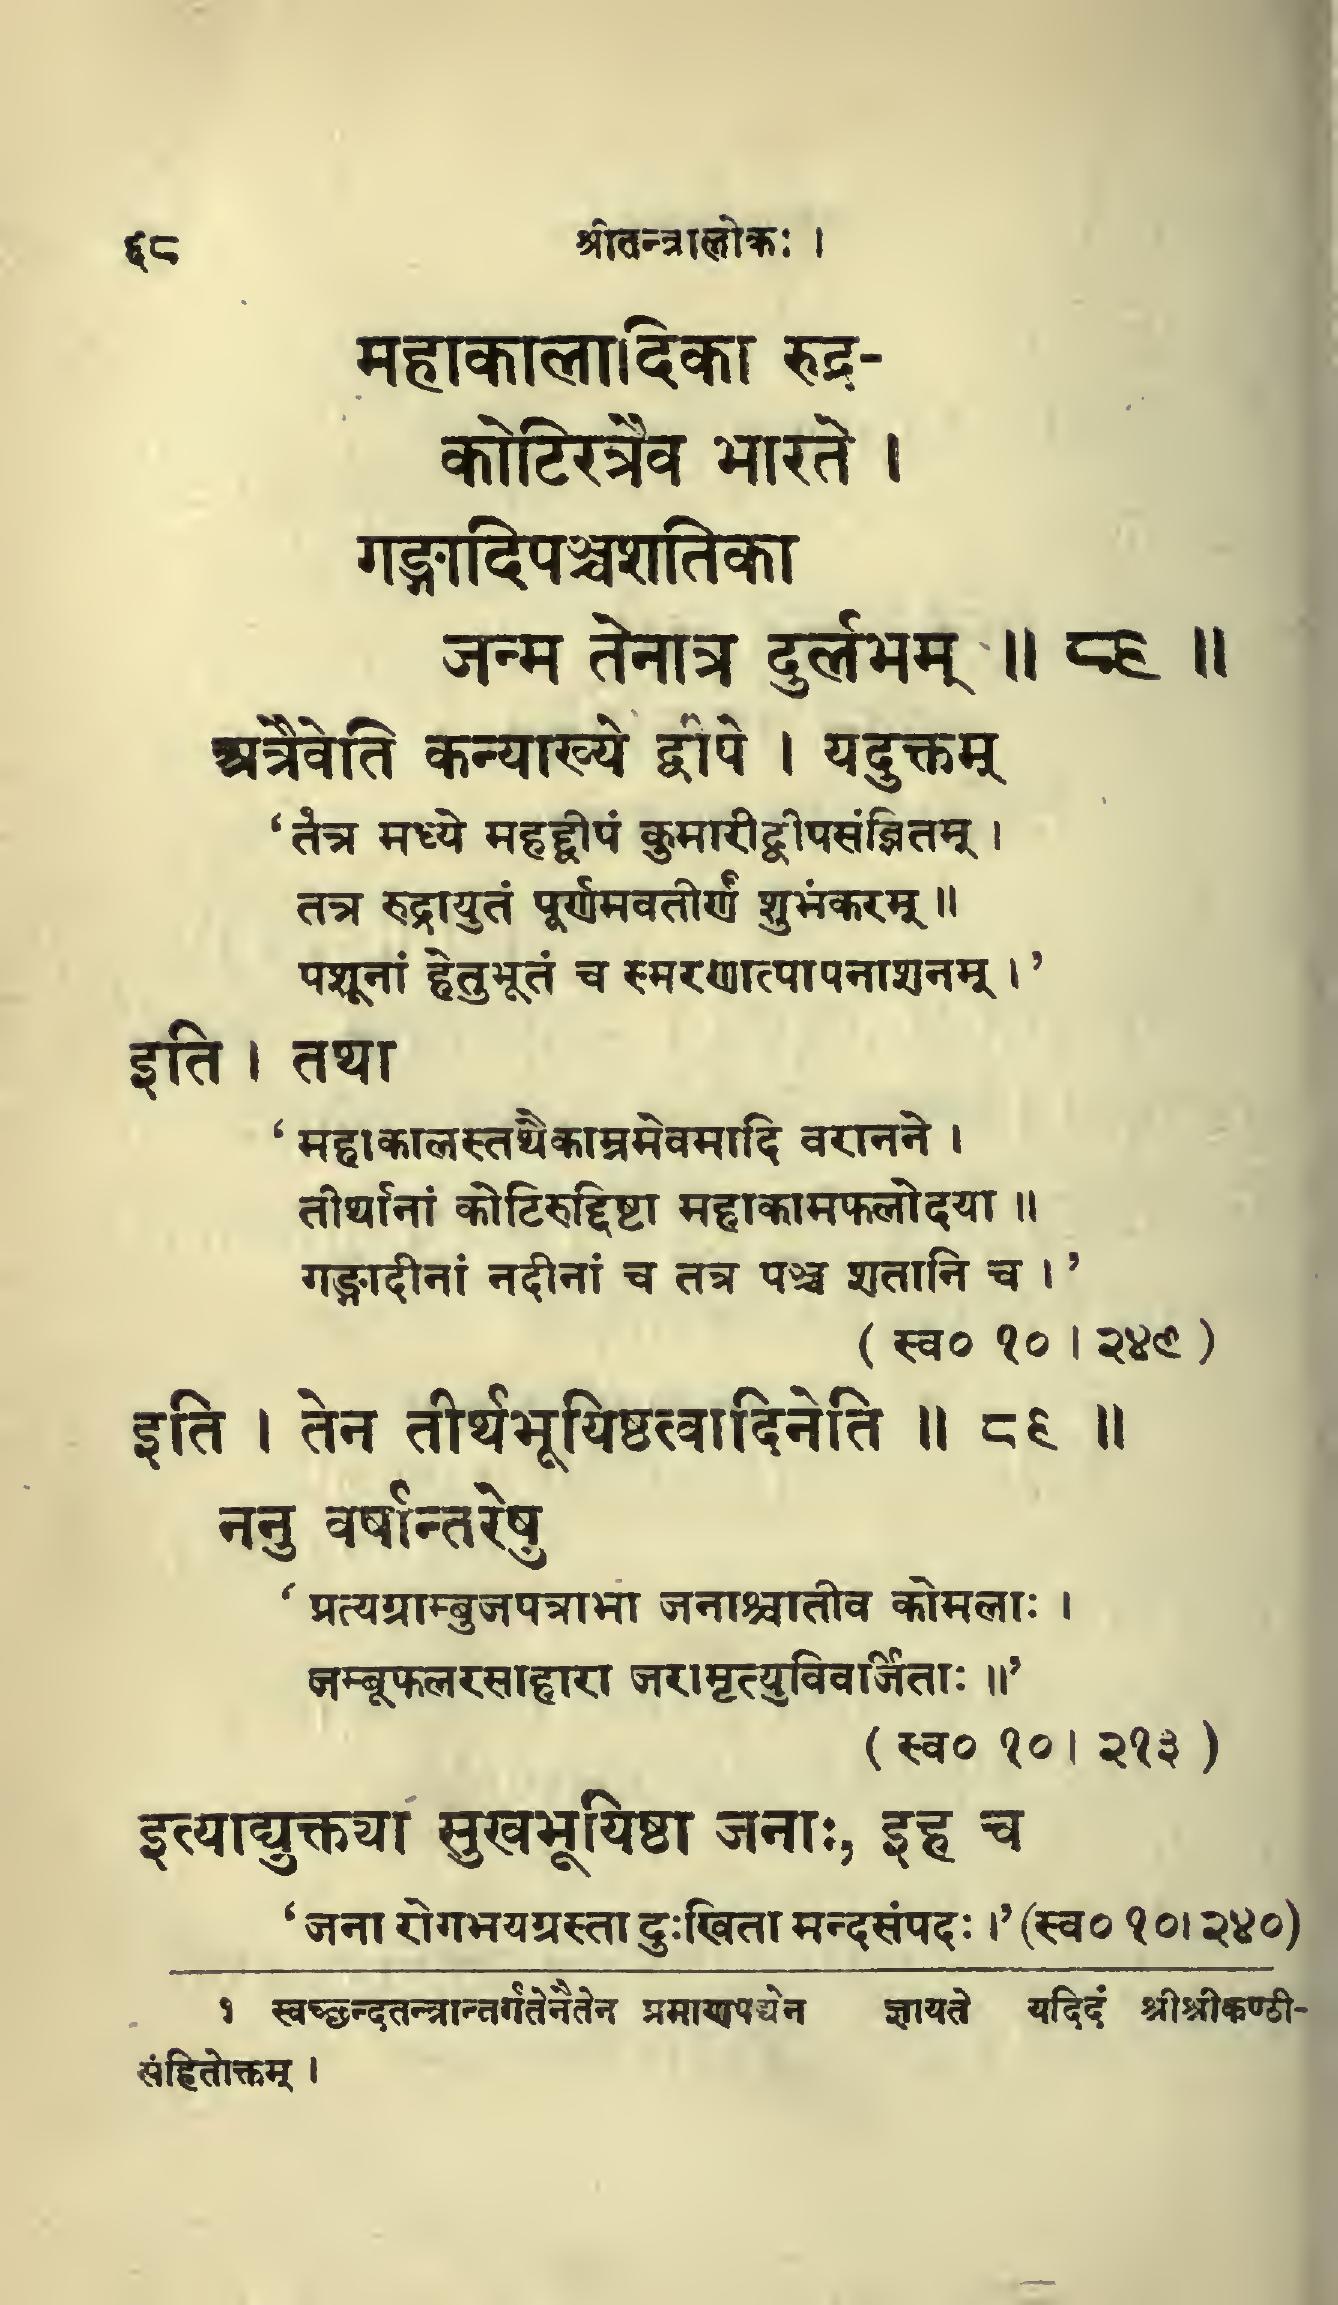 ६८ श्रीतन्त्रालोकः ।
महाकालादिका रुद्र-
कोटिरत्रैव भारते ।
गङ्गादिपञ्चशतिका
जन्म तेनात्र दुर्लभम् ॥ ८९ ॥
अत्रैवेति कन्याख्ये द्वीपे । यदुक्तम्
‘तंत्र मध्ये महद्द्वीपं कुमारीद्वीपसंज्ञितम् ।
तत्र रुद्रायुतं पूर्णमवतीर्णं शुभंकरम् ॥
पशूनां हेतुभूतं च स्मरणात्पापनाशनम् ।’
इति । तथा
‘महाकालस्तथैकाम्रमेवमादि वरानने ।
तीर्थानां कोटिरुद्दिष्टा महाकामफलोदया ॥
गङ्गादीनां नदीनां च तत्र पञ्च शतानि च ।’
( स्व० १० । २४९ )
इति । तेन तीर्थभूयिष्ठत्वादिनेति ॥ ८९ ॥
ननु वर्षान्तरेषु
‘प्रत्यग्राम्बुजपत्राभा जनाश्चातीव कोमलाः ।
जम्बूफलरसाहारा जरामृत्युविवर्जिताः ॥’
( स्व० १० । २१३ )
इत्याद्युक्तया सुखभूयिष्ठा जनाः, इह च
‘जना रोगभयग्रस्ता दुःखिता मन्दसंपदः ।’ (स्व० १०। २४०)
१ स्वच्छन्दतन्त्रान्तर्गतेनैतेन प्रमाणपद्येन ज्ञायते यदिदं श्रीश्रीकण्ठी-
संहितोक्तम् ।